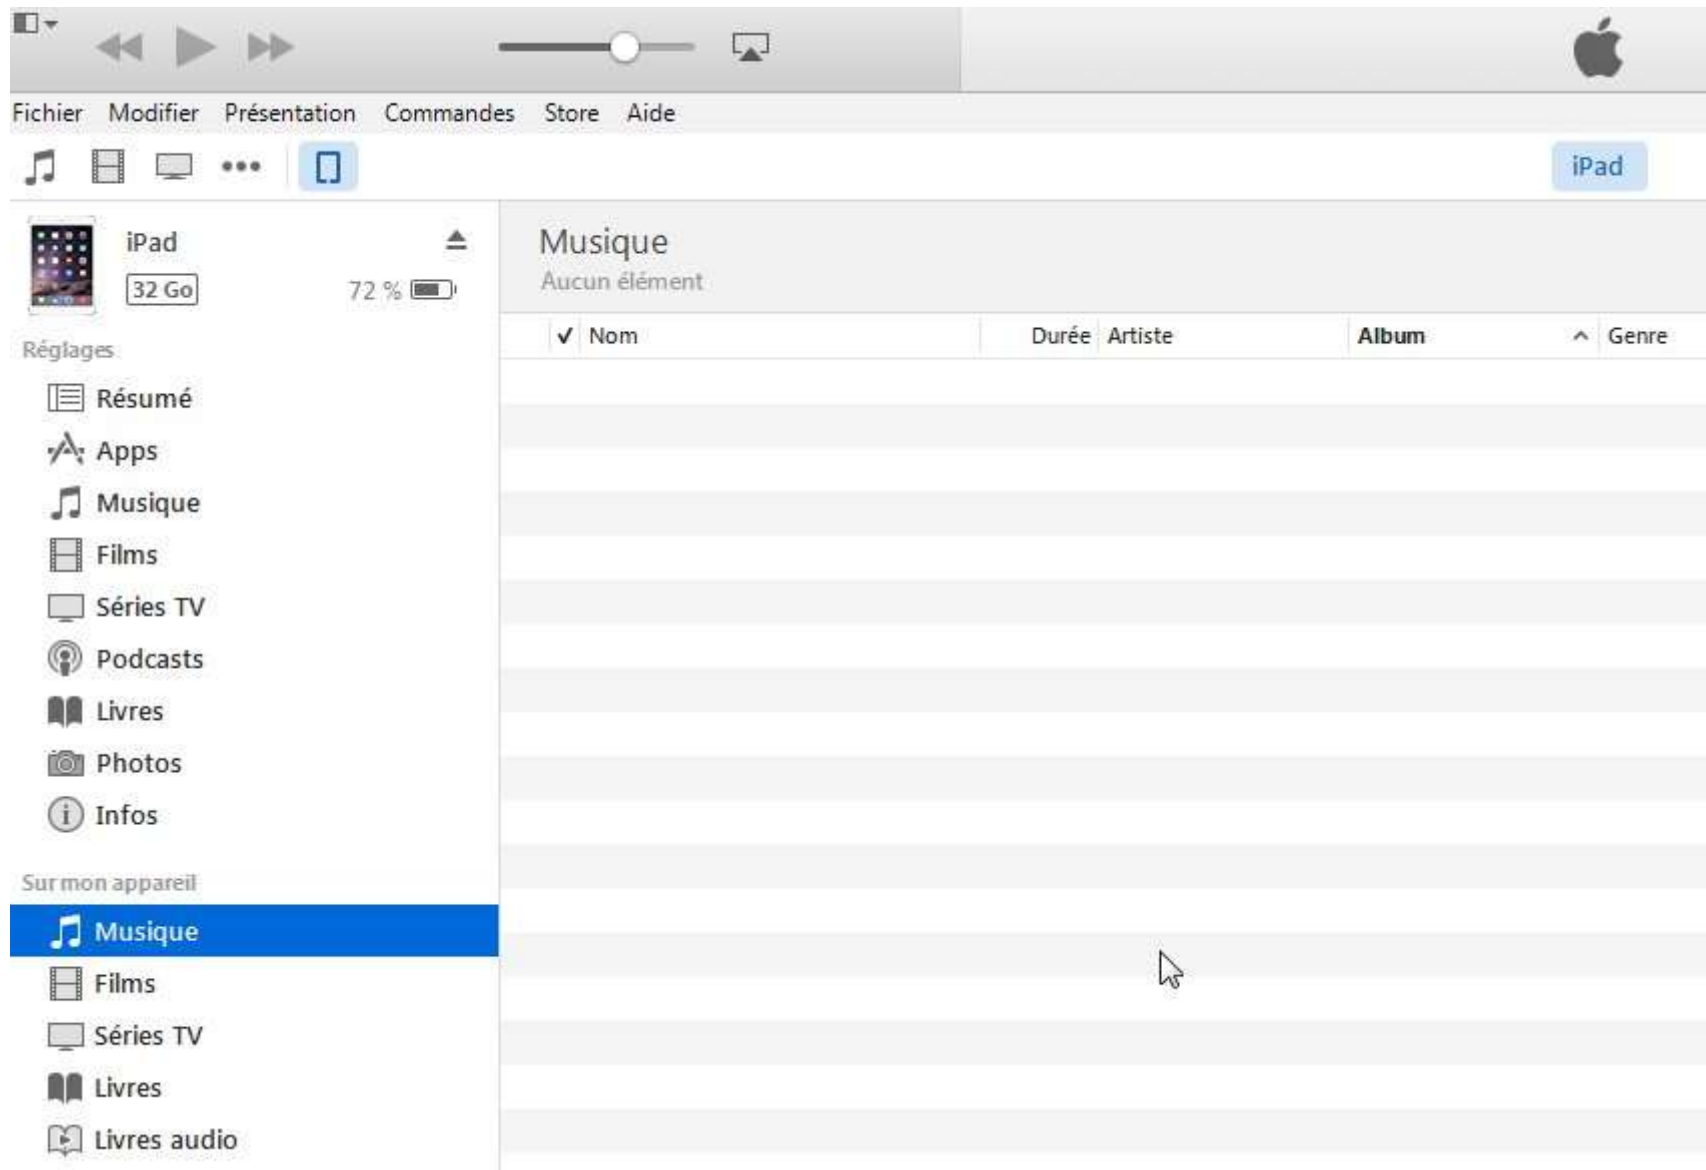 Fichier Modifier Présentation Commandes Store Aide
iPad
iPad
32 Go 72 %
Réglages
Résumé
Apps
Musique
Films
Séries TV
Podcasts
Livres
Photos
Infos
Sur mon appareil
Musique
Films
Séries TV
Livres
Livres audio
Musique
Aucun élément
Nom Durée Artiste Album Genre